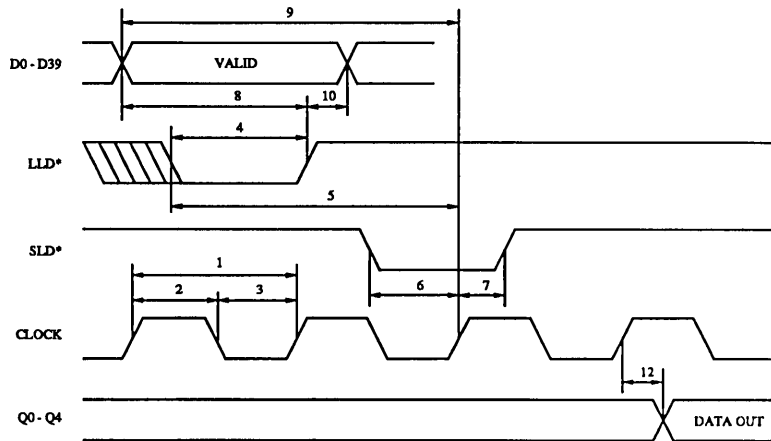 9
D0 - D39
VALID
8
10
4
LLD*
5
SLD*
1
6
7
2
3
CLOCK
12
Q0 - Q4
DATA OUT